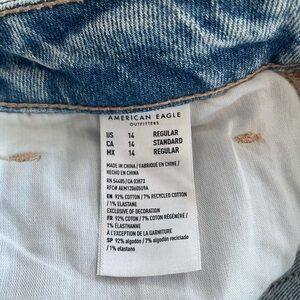 AMERICAN EAGLE
OUTFITTERS
US 14 REGULAR
CA 14 STANDARD
MX 14 REGULAR
MADE IN CHINA / FABRIQUÉ EN CHINE /
HECHO EN CHINA
RN 54485/CA 03873
RFC# AEM12060509A
EN 92% COTTON / 7% RECYCLED COTTON
/ 1% ELASTANE
EXCLUSIVE OF DECORATION
FR 92% COTON / 7% COTON RÉGÉNÉRÉ /
1% ÉLASTHANNE
À L'EXCEPTION DE LA GARNITURE
SP 92% algodón / 7% algodón reciclado
/ 1% elastano